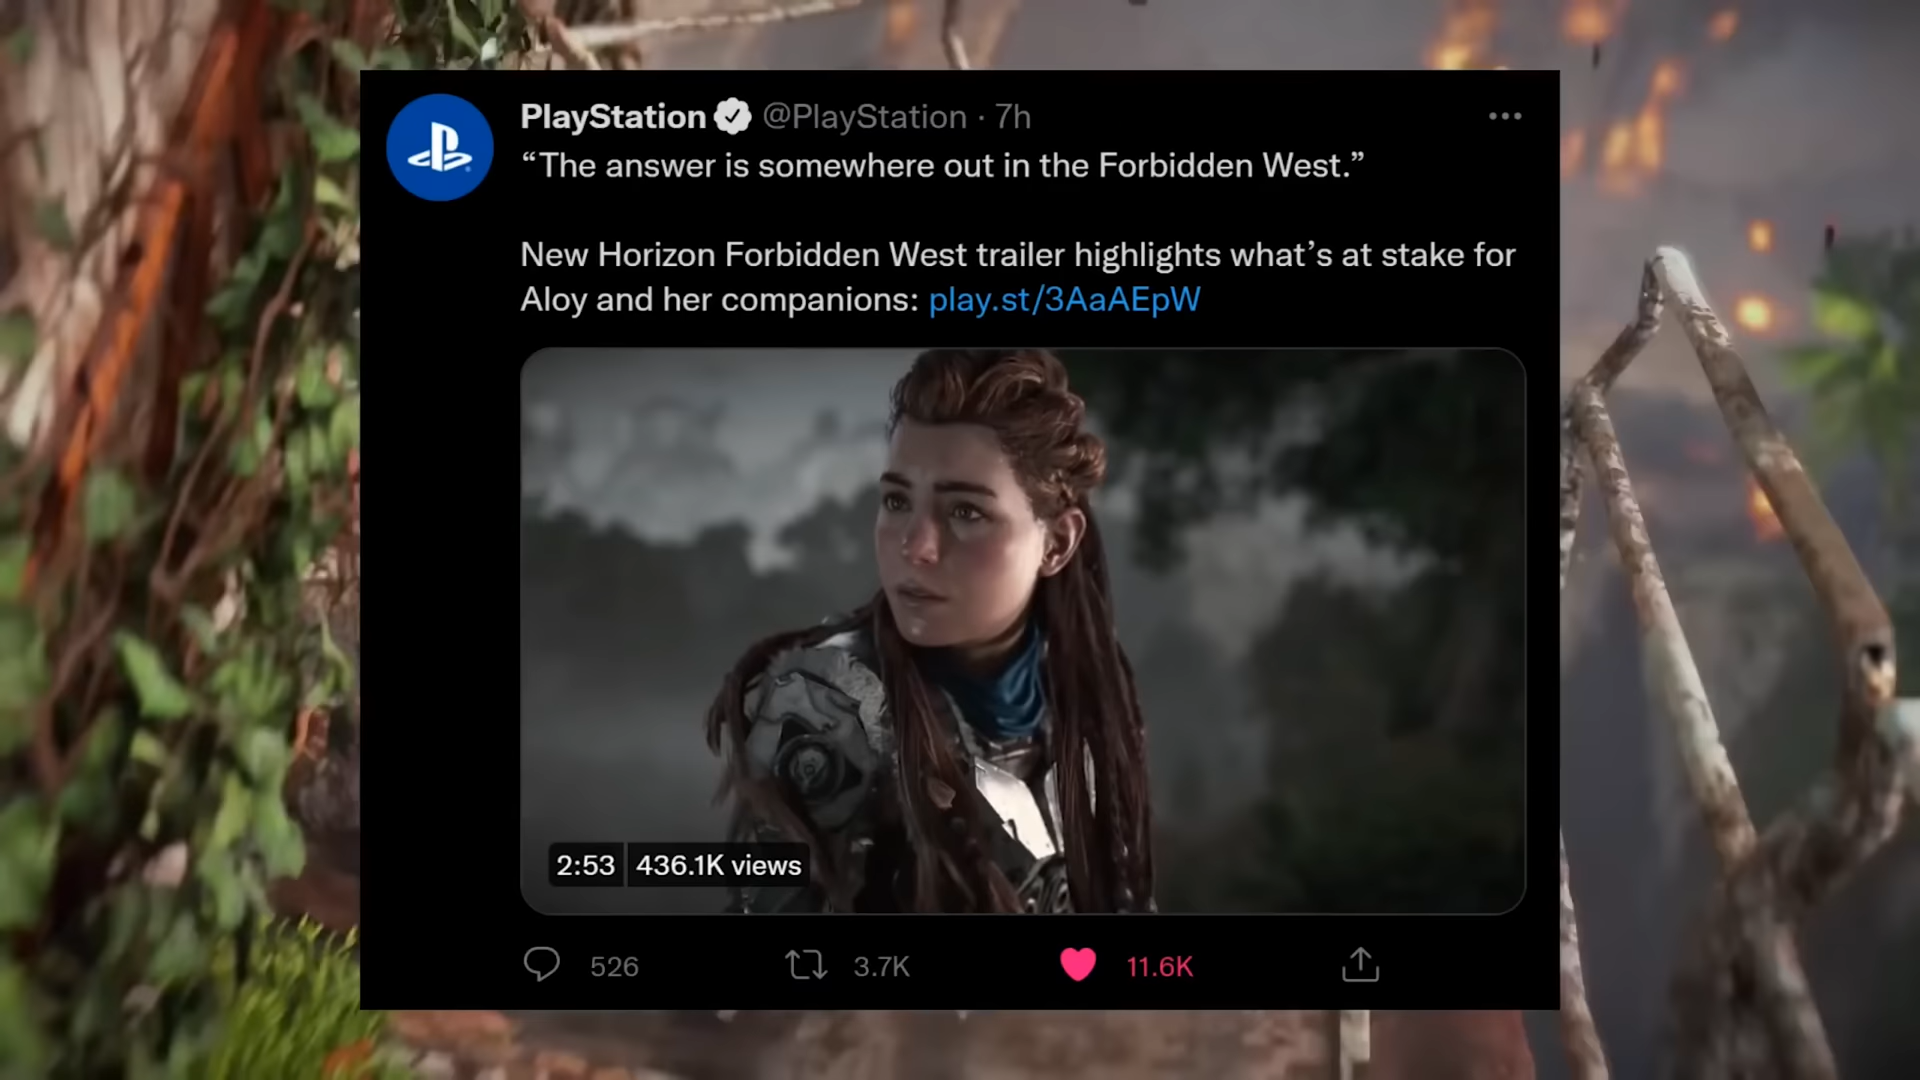 PlayStation @PlayStation · 7h
“The answer is somewhere out in the Forbidden West.”
New Horizon Forbidden West trailer highlights what’s at stake for
Aloy and her companions: play.st/3AaAEpW
2:53 436.1K views
526 3.7K 11.6K